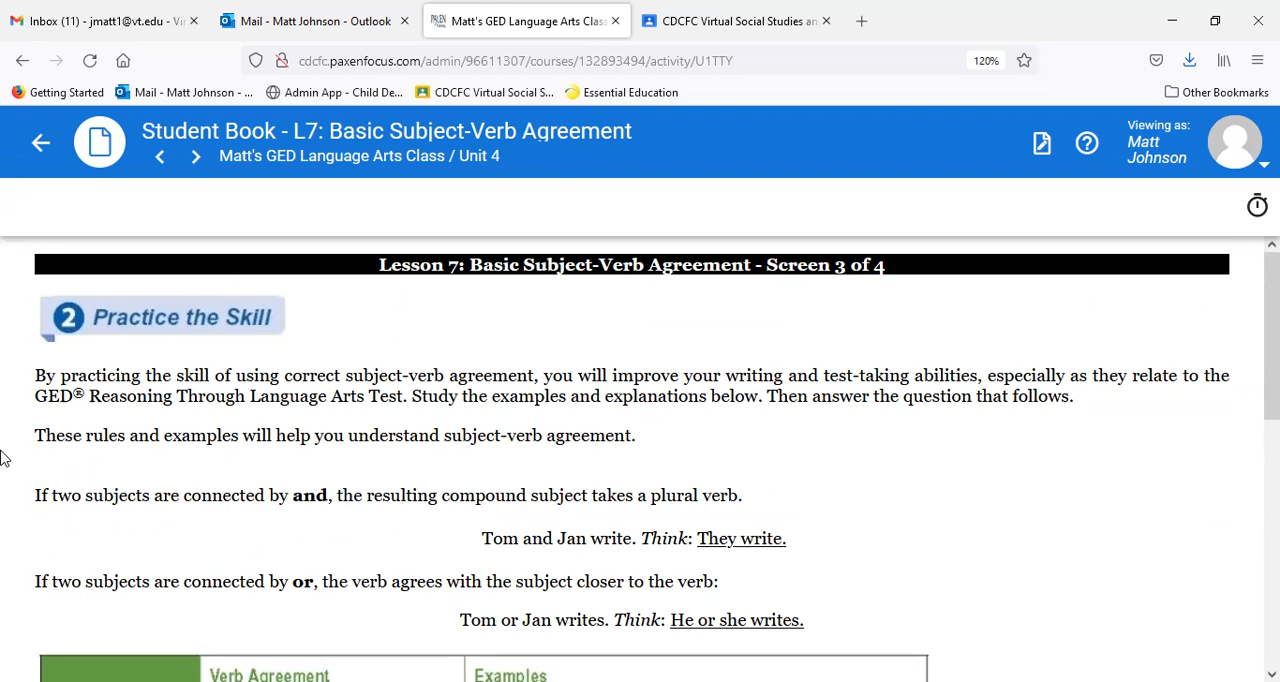 Inbox (11) - jmatt1@vt.edu - Vi
Mail - Matt Johnson - Outlook
Matt's GED Language Arts Class
CDCFC Virtual Social Studies an
cdcfc.paxenfocus.com/admin/96611307/courses/132893494/activity/U1TTY
120%
Getting Started
Mail - Matt Johnson - ...
Admin App - Child De...
CDCFC Virtual Social S...
Essential Education
Other Bookmarks
Student Book - L7: Basic Subject-Verb Agreement
Matt's GED Language Arts Class / Unit 4
Viewing as:
Matt
Johnson
Lesson 7: Basic Subject-Verb Agreement - Screen 3 of 4
2 Practice the Skill
By practicing the skill of using correct subject-verb agreement, you will improve your writing and test-taking abilities, especially as they relate to the
GED® Reasoning Through Language Arts Test. Study the examples and explanations below. Then answer the question that follows.
These rules and examples will help you understand subject-verb agreement.
If two subjects are connected by and, the resulting compound subject takes a plural verb.
Tom and Jan write. Think: They write.
If two subjects are connected by or, the verb agrees with the subject closer to the verb:
Tom or Jan writes. Think: He or she writes.
Verb Agreement
Examples